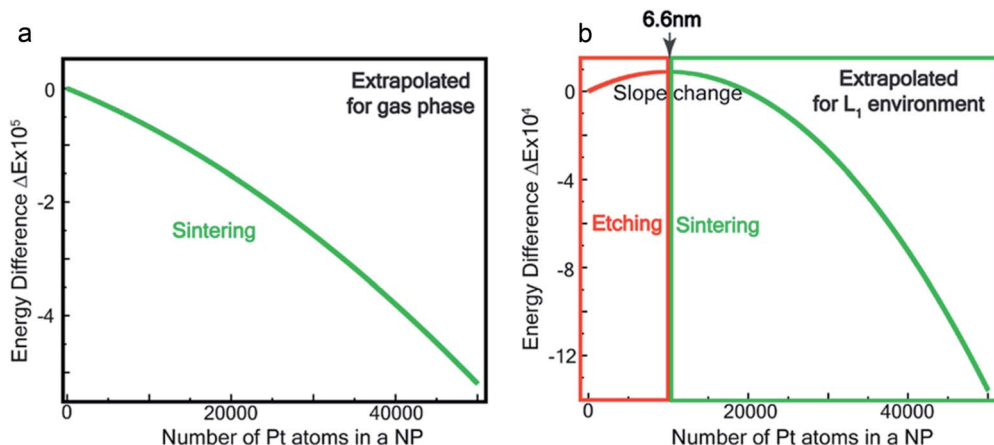 a
Extrapolated
for gas phase
Sintering
Energy Difference ΔEx10⁵
0
-2
-4
0 20000 40000
Number of Pt atoms in a NP
b
6.6nm
Extrapolated
for L₁ environment
Slope change
Etching Sintering
Energy Difference ΔEx10⁴
0
-4
-8
-12
0 20000 40000
Number of Pt atoms in a NP